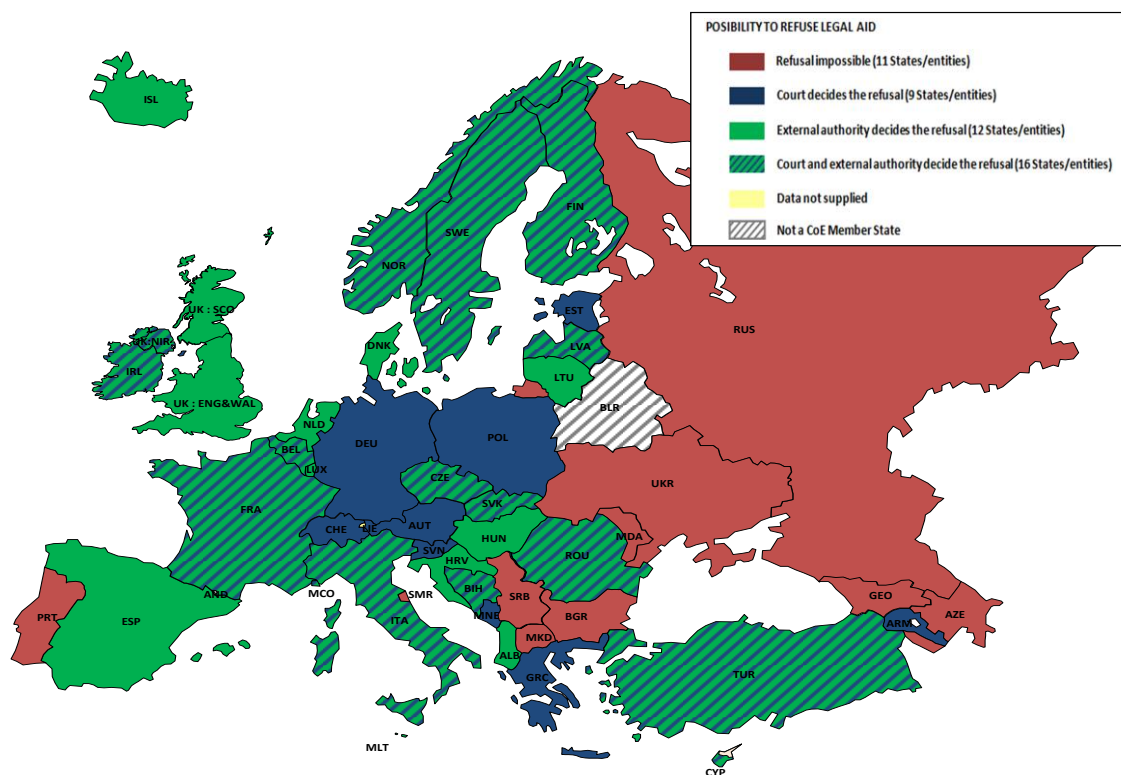 POSIBILITY TO REFUSE LEGAL AID
Refusal impossible (11 States/entities)
Court decides the refusal (9 States/entities)
External authority decides the refusal (12 States/entities)
Court and external authority decide the refusal (16 States/entities)
Data not supplied
Not a CoE Member State
ISL
FIN
SWE
NOR
UK : SCO
EST
RUS
UK:NIR
DNK
LVA
IRL
LTU
UK : ENG&WAL
BLR
NLD
DEU
POL
BEL
LUX
CZE
UKR
SVK
FRA
CHE
LIE
AUT
MDA
HUN
SVN
ROU
HRV
BIH
AND
MCO
SMR
SRB
GEO
PRT
ESP
ITA
MNE
BGR
AZE
ARM
MKD
ALB
GRC
TUR
MLT
CYP